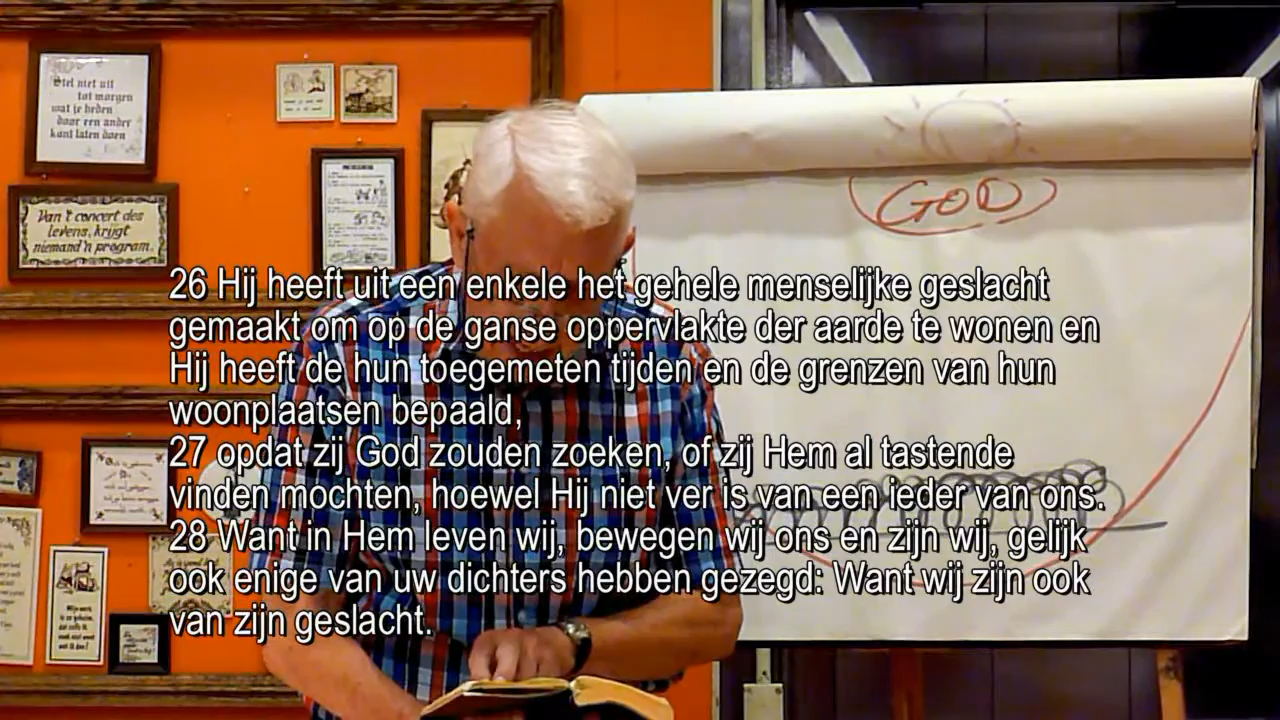 Stel niet uit
tot morgen
wat je heden
door een ander
kunt laten doen
Van 't concert des
levens, krijgt
niemand 'n program.
GOD
26 Hij heeft uit een enkele het gehele menselijke geslacht
gemaakt om op de ganse oppervlakte der aarde te wonen en
Hij heeft de hun toegemeten tijden en de grenzen van hun
woonplaatsen bepaald,
27 opdat zij God zouden zoeken, of zij Hem al tastende
vinden mochten, hoewel Hij niet ver is van een ieder van ons.
28 Want in Hem leven wij, bewegen wij ons en zijn wij, gelijk
ook enige van uw dichters hebben gezegd: Want wij zijn ook
van zijn geslacht.